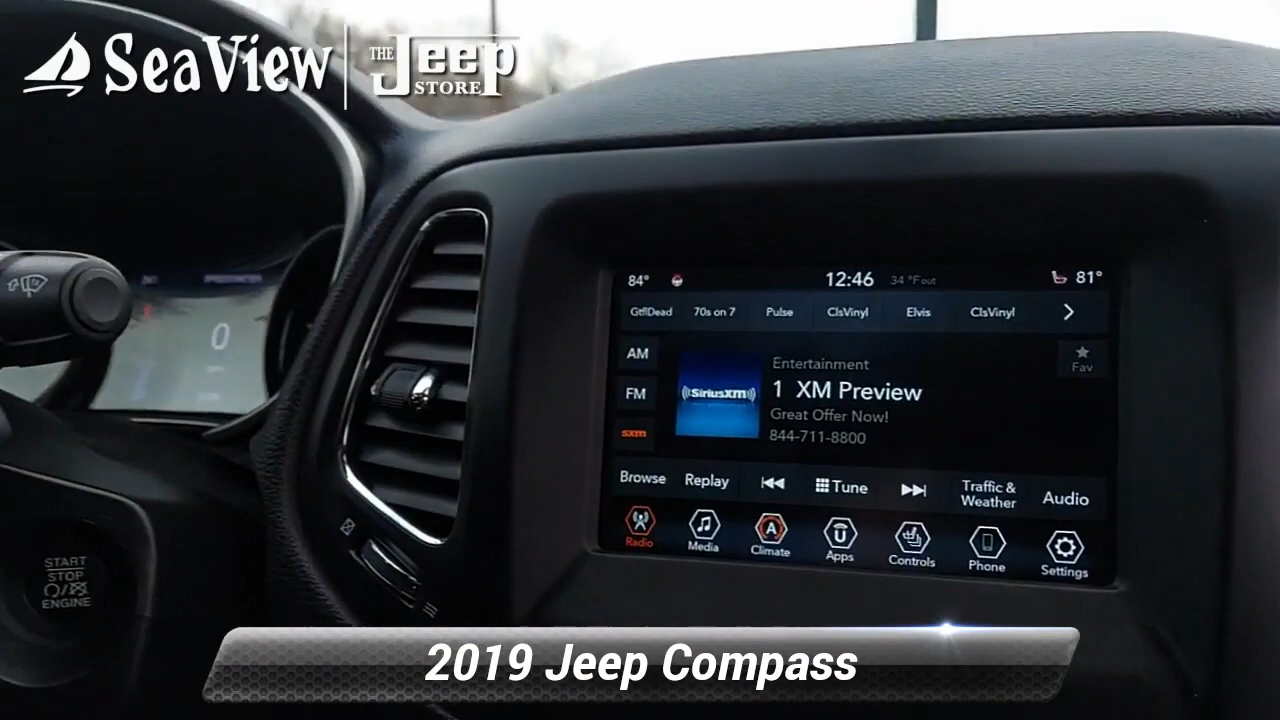 SeaView
THE Jeep STORE
84° 12:46 34 °F out 81°
GtflDead 70s on 7 Pulse ClsVinyl Elvis ClsVinyl
AM
FM
sxm
((SiriusXM))
Entertainment
1 XM Preview
Great Offer Now!
844-711-8800
Fav
Browse Replay Tune Traffic & Weather Audio
Radio Media Climate Apps Controls Phone Settings
A
U
0
START
STOP
ENGINE
2019 Jeep Compass